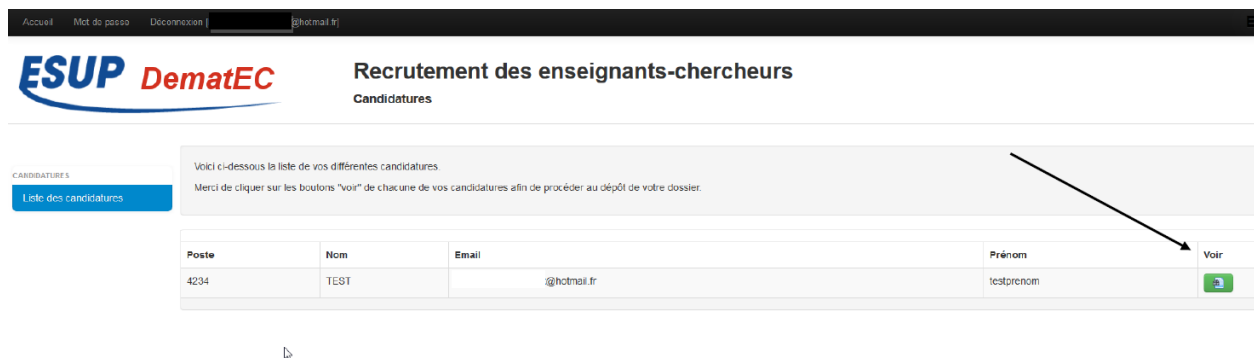 Accueil Mot de passe Déconnexion [ @hotmail.fr]
ESUP DematEC
Recrutement des enseignants-chercheurs
Candidatures
Voici ci-dessous la liste de vos différentes candidatures.
Merci de cliquer sur les boutons "voir" de chacune de vos candidatures afin de procéder au dépôt de votre dossier.
CANDIDATURES
Liste des candidatures
Poste Nom Email Prénom Voir
4234 TEST @hotmail.fr testprenom